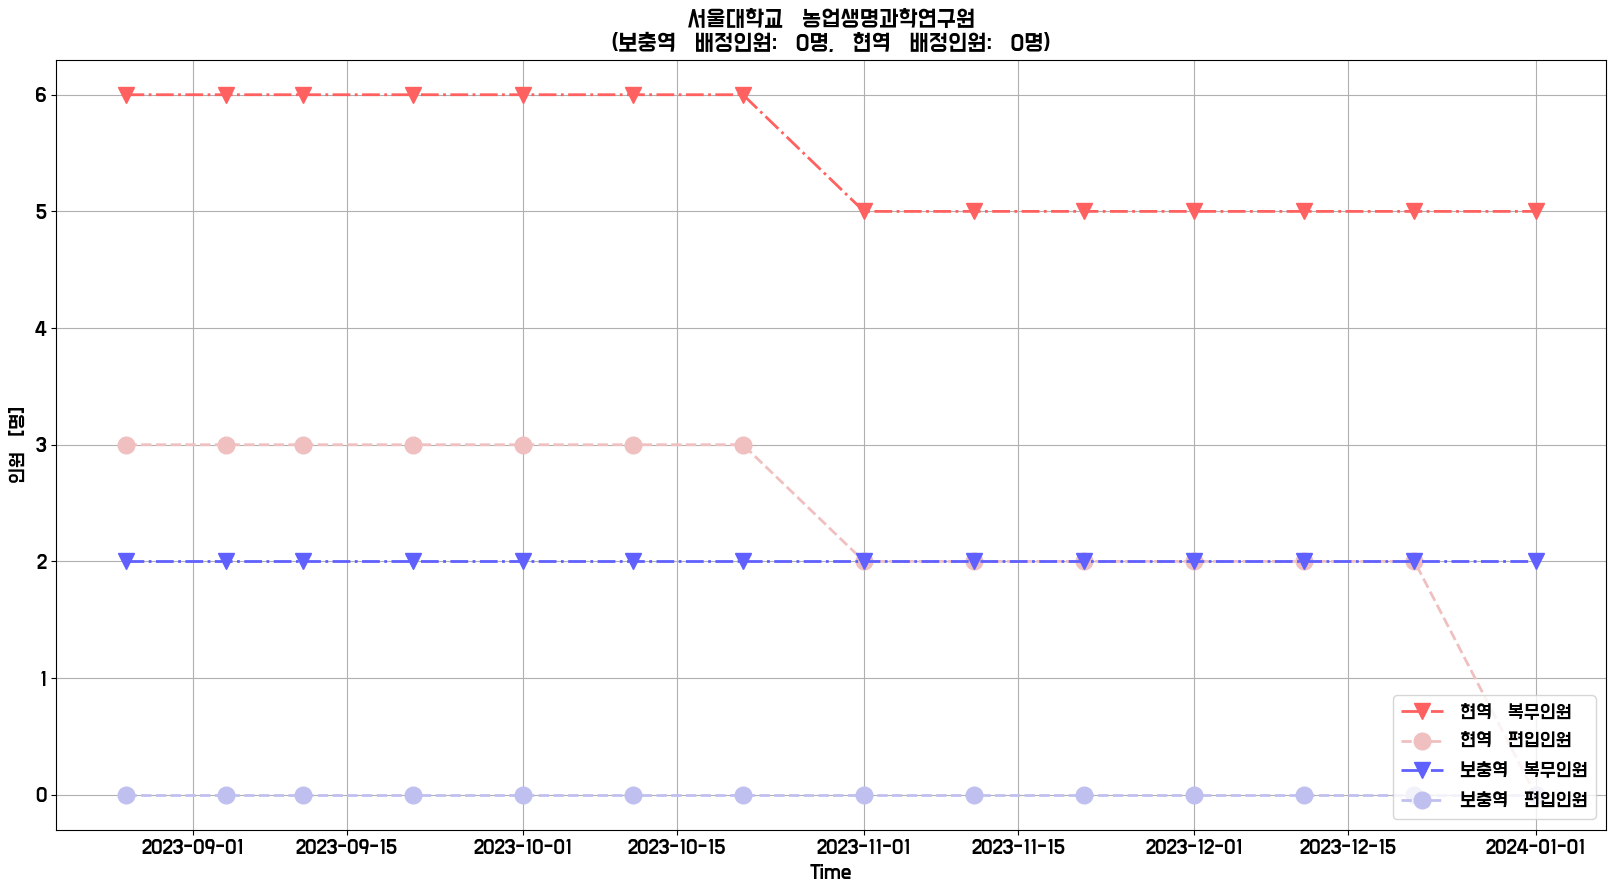 서울대학교 농업생명과학연구원
(보충역 배정인원: 0명, 현역 배정인원: 0명)
인원 [명]
6
5
4
3
2
1
0
2023-09-01 2023-09-15 2023-10-01 2023-10-15 2023-11-01 2023-11-15 2023-12-01 2023-12-15 2024-01-01
Time
현역 복무인원
현역 편입인원
보충역 복무인원
보충역 편입인원